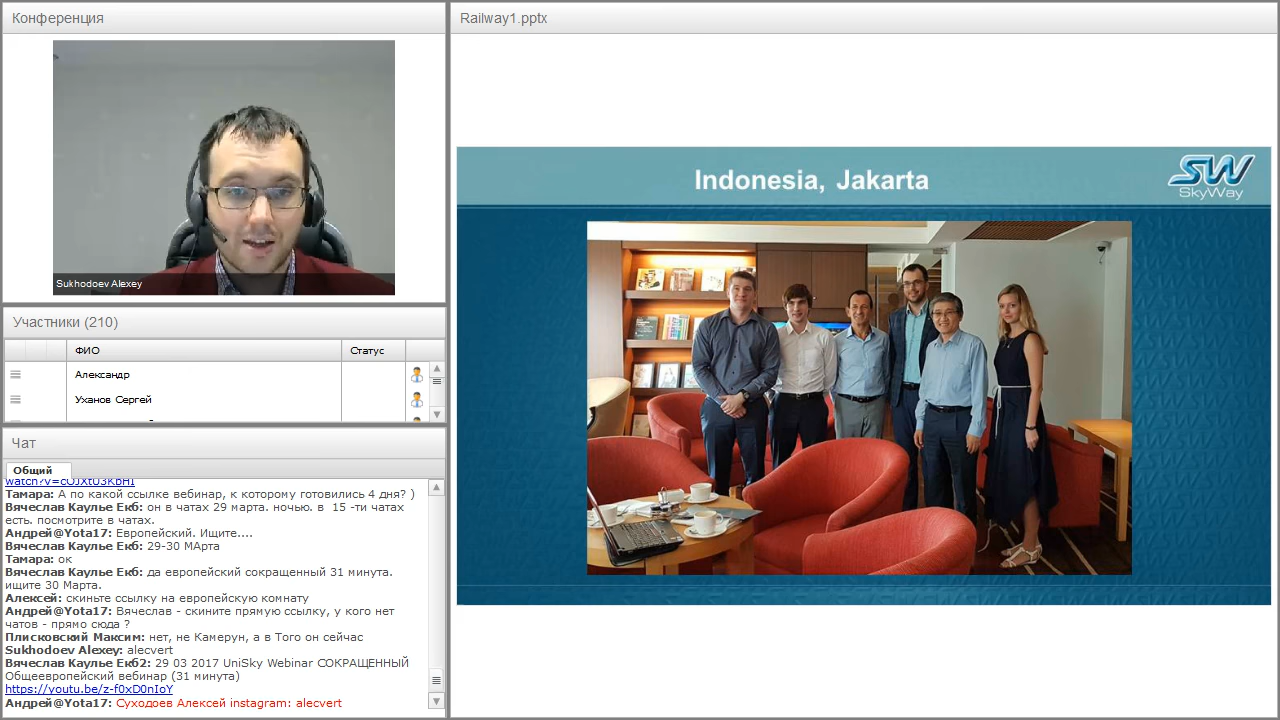 Конференция
Sukhodoev Alexey
Участники (210)
ФИО
Статус
Александр
Уханов Сергей
Чат
Общий
watch?v=cOJXtU3KBHI
Тамара: А по какой ссылке вебинар, к которому готовились 4 дня? )
Вячеслав Каулье Екб: он в чатах 29 марта. ночью. в 15 -ти чатах
есть. посмотрите в чатах.
Андрей@Yota17: Европейский. Ищите....
Вячеслав Каулье Екб: 29-30 МАрта
Тамара: ок
Вячеслав Каулье Екб: да европейский сокращенный 31 минута.
ищите 30 Марта.
Алексей: скиньте ссылку на европейскую комнату
Андрей@Yota17: Вячеслав - скините прямую ссылку, у кого нет
чатов - прямо сюда ?
Плисковский Максим: нет, не Камерун, а в Того он сейчас
Sukhodoev Alexey: alecvert
Вячеслав Каулье Екб2: 29 03 2017 UniSky Webinar СОКРАЩЕННЫЙ
Общеевропейский вебинар (31 минута)
https://youtu.be/z-f0xD0nIoY
Андрей@Yota17: Суходоев Алексей instagram: alecvert
Railway1.pptx
Indonesia, Jakarta
SW
SkyWay